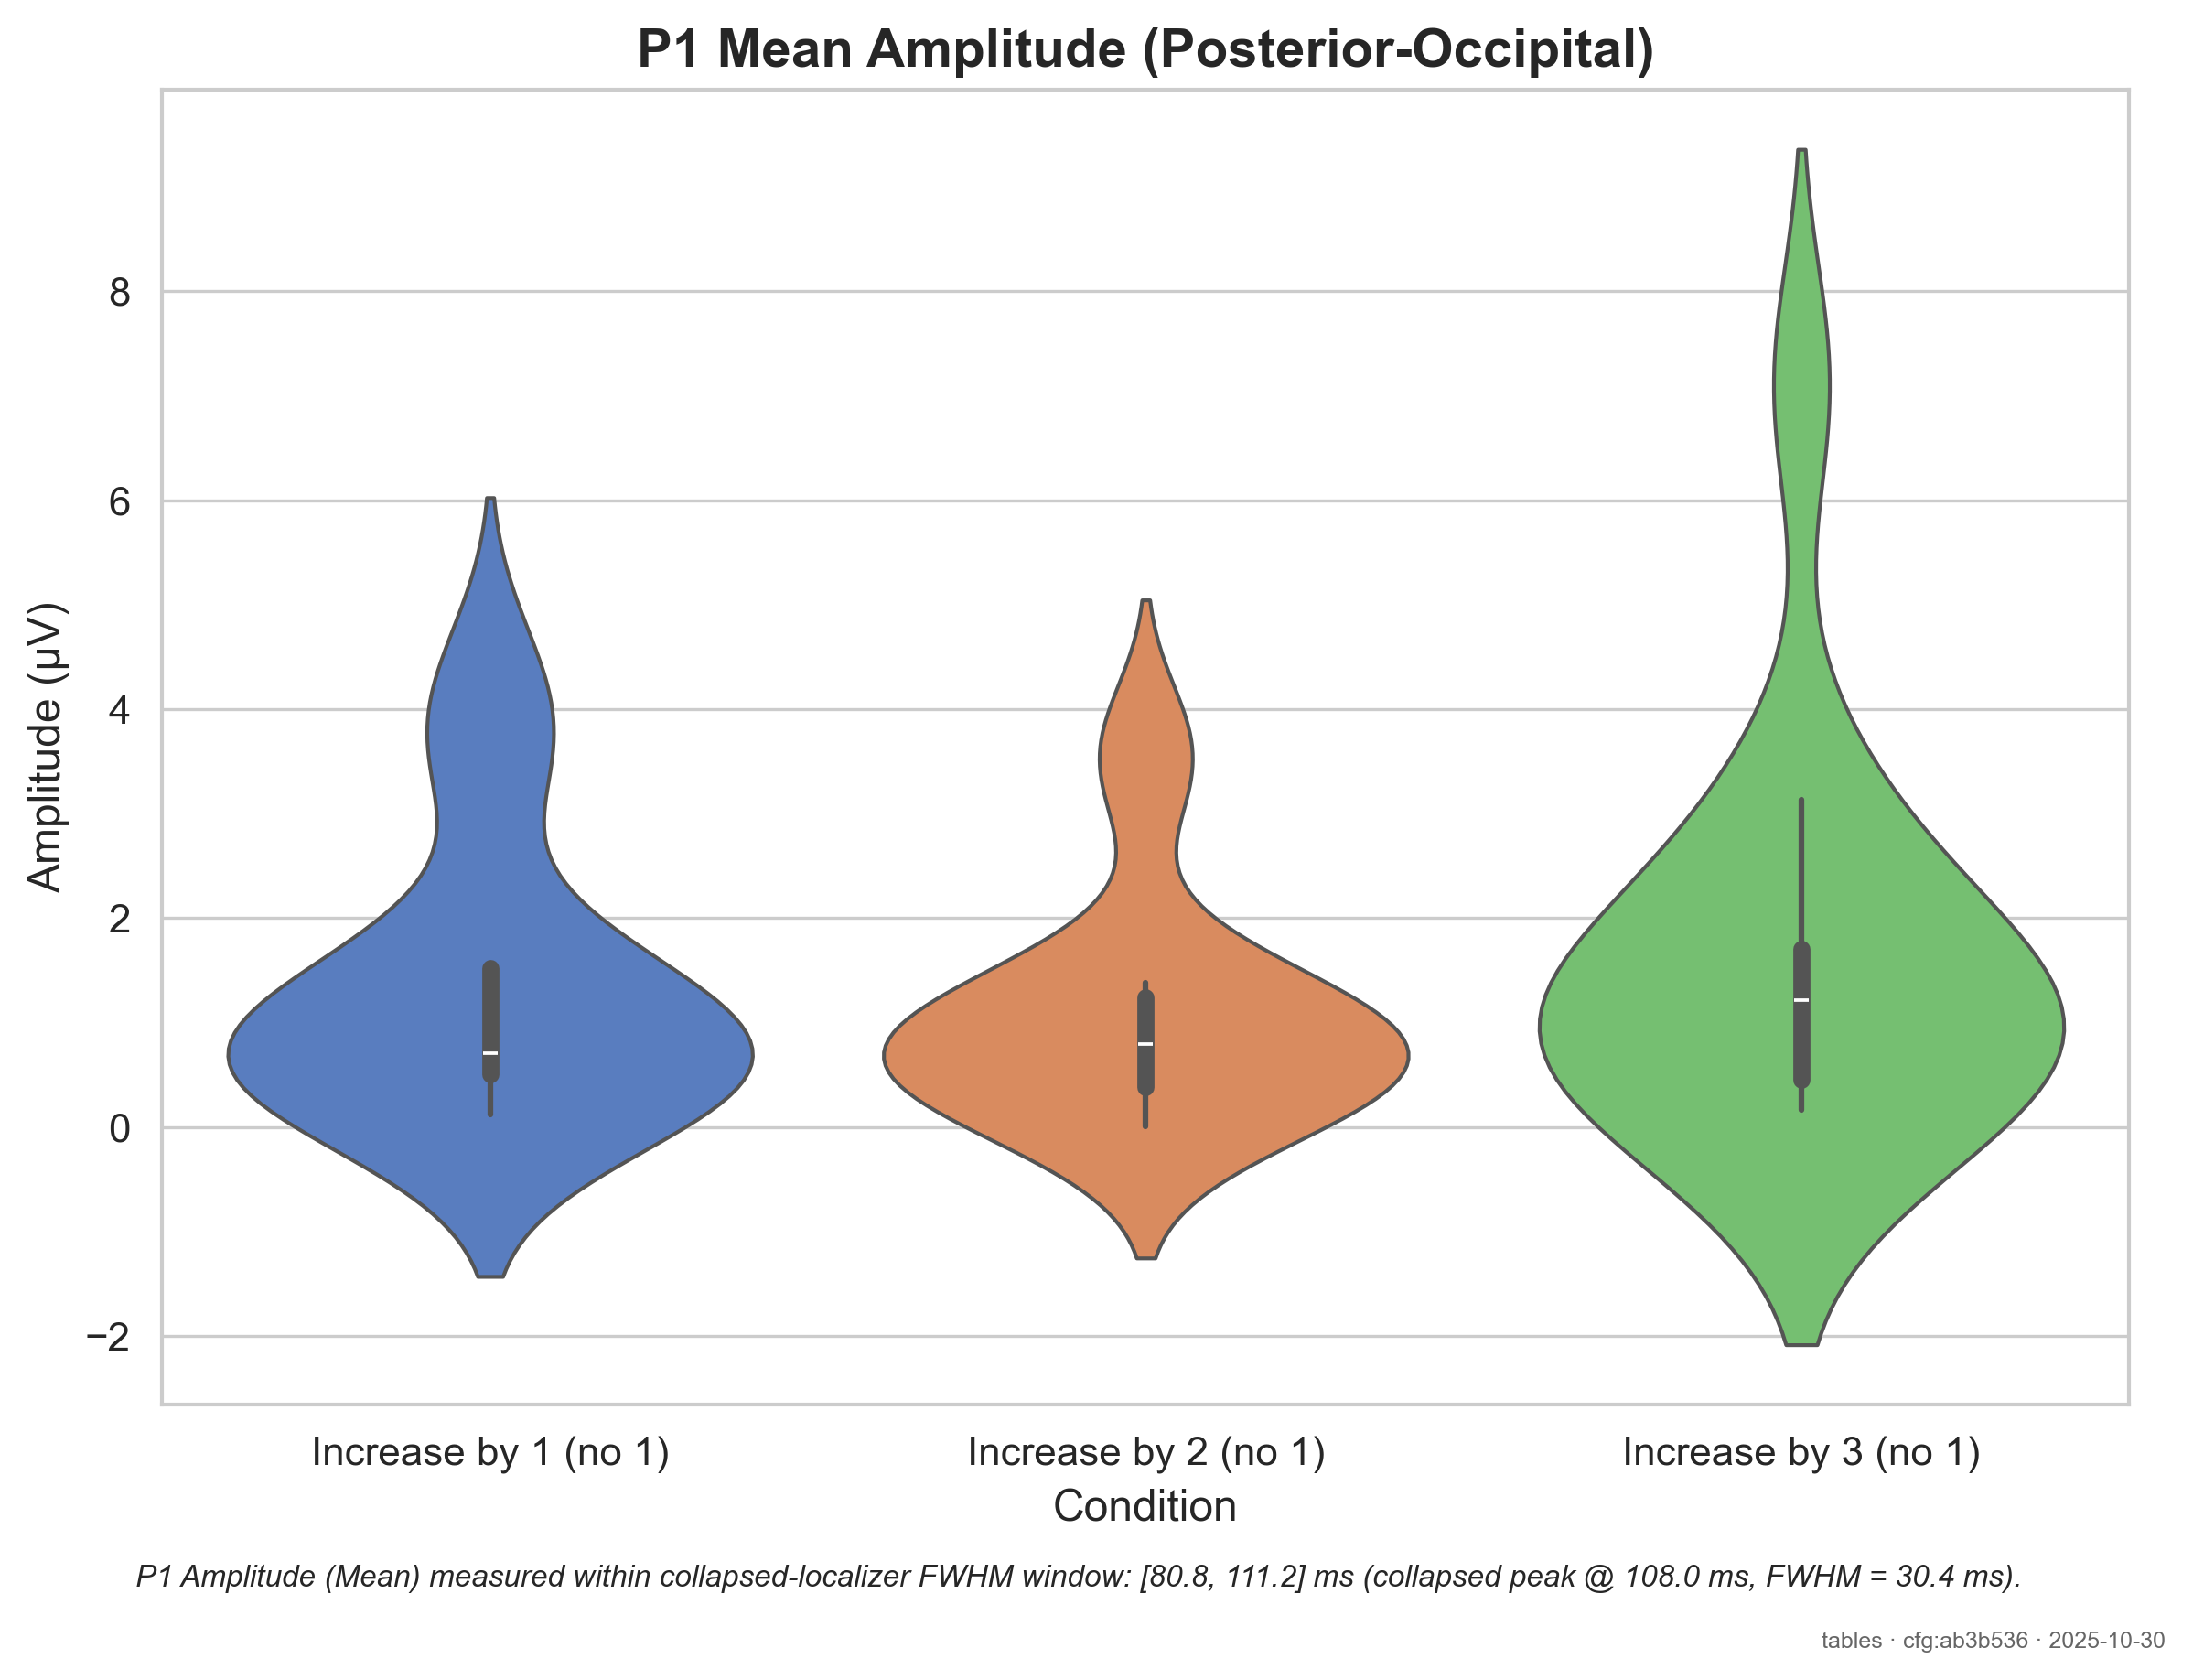 P1 Mean Amplitude (Posterior-Occipital)
Amplitude (µV)
8
6
4
2
0
−2
Increase by 1 (no 1)
Increase by 2 (no 1)
Increase by 3 (no 1)
Condition
P1 Amplitude (Mean) measured within collapsed-localizer FWHM window: [80.8, 111.2] ms (collapsed peak @ 108.0 ms, FWHM = 30.4 ms).
tables · cfg:ab3b536 · 2025-10-30